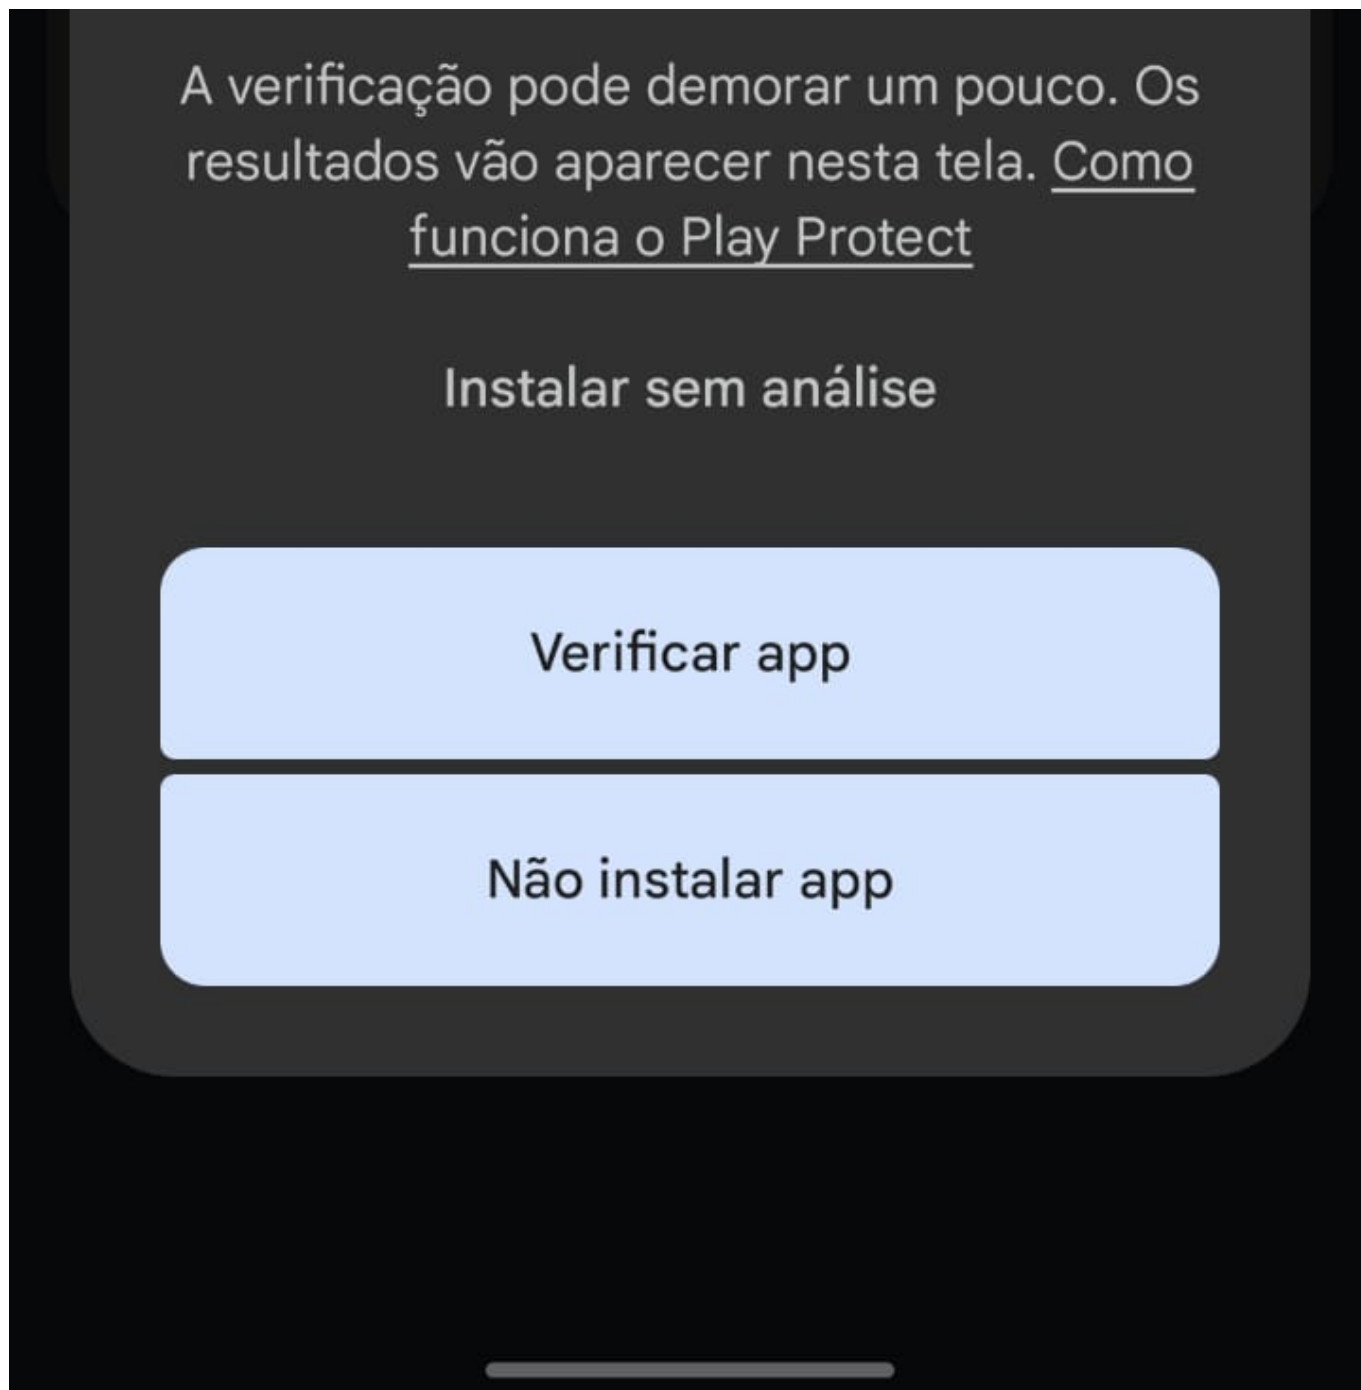 A verificação pode demorar um pouco. Os
resultados vão aparecer nesta tela. Como
funciona o Play Protect
Instalar sem análise
Verificar app
Não instalar app